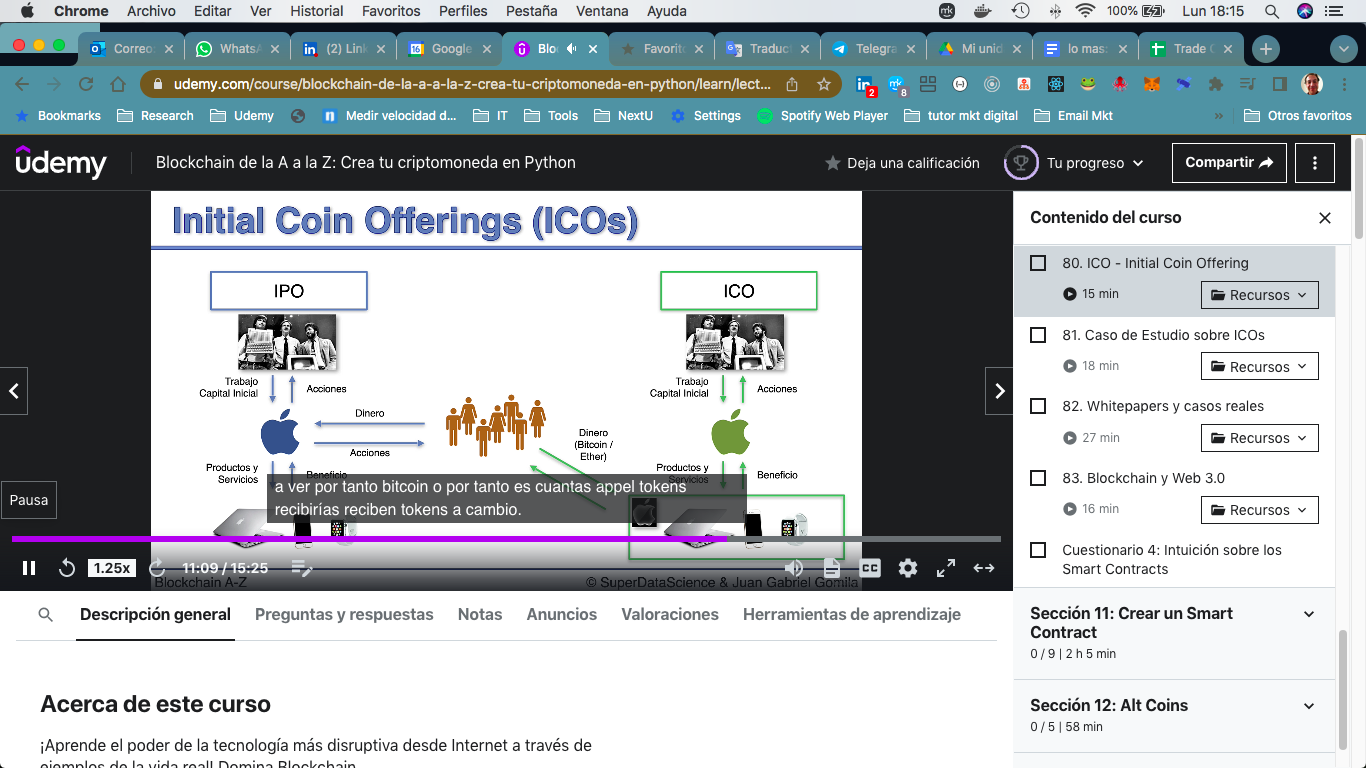 Chrome Archivo Editar Ver Historial Favoritos Perfiles Pestaña Ventana Ayuda
100% Lun 18:15
Correo: WhatsA (2) Link Google Blo Favorit Traduct Telegra Mi unid lo mas: Trade C
udemy.com/course/blockchain-de-la-a-a-la-z-crea-tu-criptomoneda-en-python/learn/lect...
2 8
Bookmarks Research Udemy Medir velocidad d... IT Tools NextU Settings Spotify Web Player tutor mkt digital Email Mkt » Otros favoritos
udemy Blockchain de la A a la Z: Crea tu criptomoneda en Python Deja una calificación Tu progreso Compartir
Initial Coin Offerings (ICOs)
IPO
ICO
Trabajo
Capital Inicial
Acciones
Trabajo
Capital Inicial
Acciones
Dinero
Acciones
Dinero
(Bitcoin /
Ether)
Productos y
Servicios
Beneficio
Productos y
Servicios
Beneficio
a ver por tanto bitcoin o por tanto es cuantas appel tokens
recibirías reciben tokens a cambio.
Pausa
1.25x 11:09 / 15:25 CC
Blockchain A-Z © SuperDataScience & Juan Gabriel Gomila
Contenido del curso
80. ICO - Initial Coin Offering
15 min Recursos
81. Caso de Estudio sobre ICOs
18 min Recursos
82. Whitepapers y casos reales
27 min Recursos
83. Blockchain y Web 3.0
16 min Recursos
Cuestionario 4: Intuición sobre los
Smart Contracts
Sección 11: Crear un Smart
Contract
0 / 9 | 2 h 5 min
Sección 12: Alt Coins
0 / 5 | 58 min
Descripción general Preguntas y respuestas Notas Anuncios Valoraciones Herramientas de aprendizaje
Acerca de este curso
¡Aprende el poder de la tecnología más disruptiva desde Internet a través de
ejemplos de la vida real! Domina Blockchain